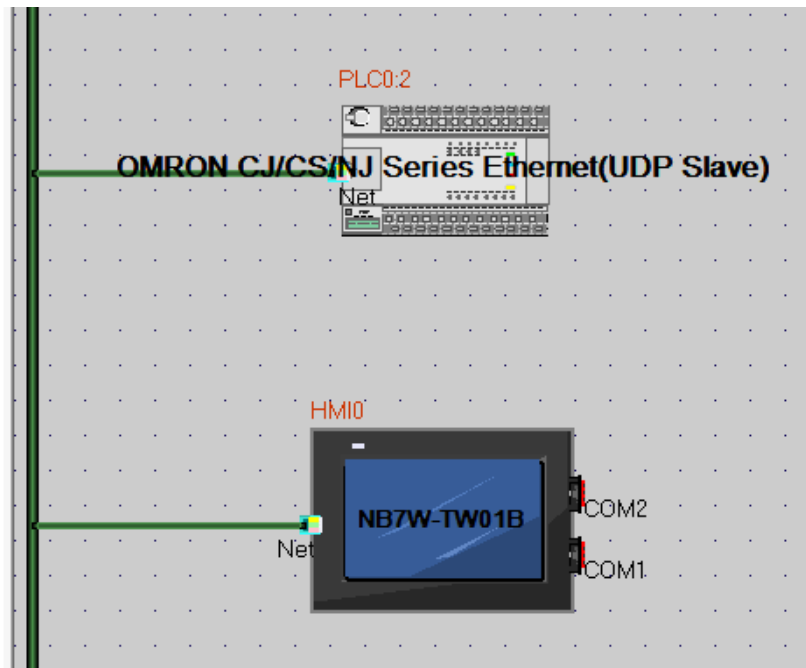 PLC0:2
OMRON CJ/CS/NJ Series Ethernet(UDP Slave)
Net
HMI0
NB7W-TW01B
COM2
Net
COM1